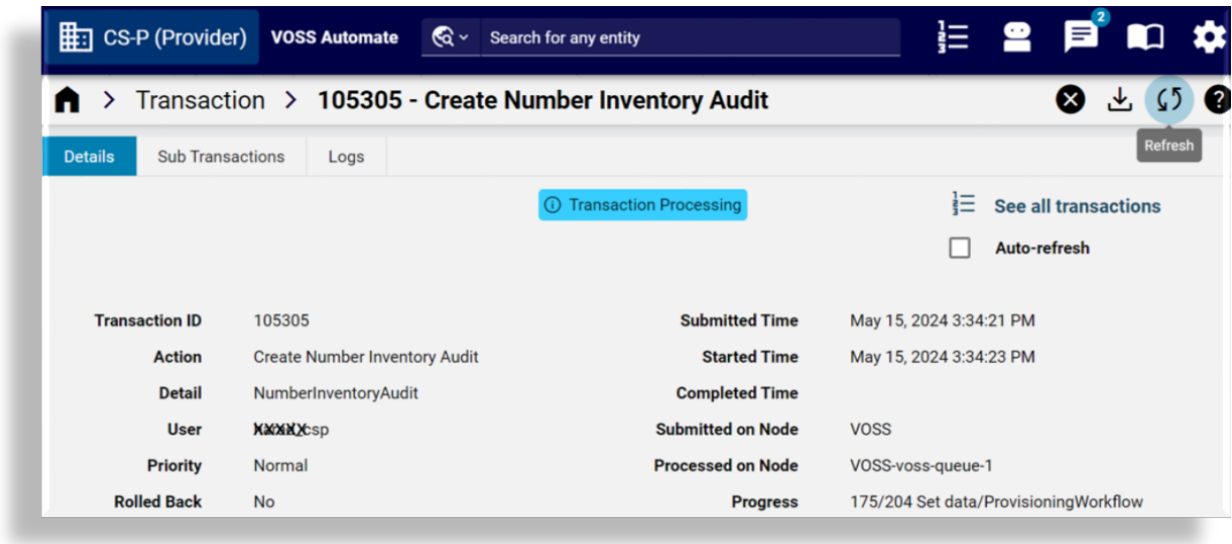 CS-P (Provider) VOSS Automate Search for any entity 2
Transaction > 105305 - Create Number Inventory Audit
Refresh
Details Sub Transactions Logs
Transaction Processing
See all transactions
Auto-refresh
Transaction ID 105305 Submitted Time May 15, 2024 3:34:21 PM
Action Create Number Inventory Audit Started Time May 15, 2024 3:34:23 PM
Detail NumberInventoryAudit Completed Time
User csp Submitted on Node VOSS
Priority Normal Processed on Node VOSS-voss-queue-1
Rolled Back No Progress 175/204 Set data/ProvisioningWorkflow